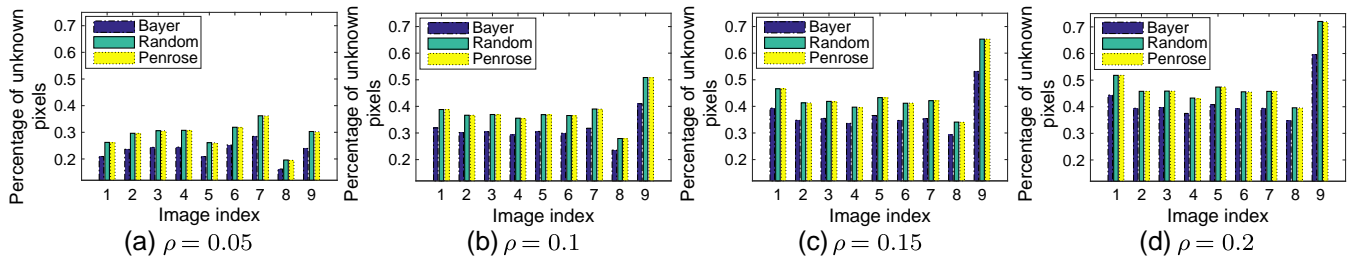 Percentage of unknown
pixels
0.7
0.6
0.5
0.4
0.3
0.2
Bayer
Random
Penrose
1 2 3 4 5 6 7 8 9
Image index
(a) ρ = 0.05
Percentage of unknown
pixels
0.7
0.6
0.5
0.4
0.3
0.2
Bayer
Random
Penrose
1 2 3 4 5 6 7 8 9
Image index
(b) ρ = 0.1
Percentage of unknown
pixels
0.7
0.6
0.5
0.4
0.3
0.2
Bayer
Random
Penrose
1 2 3 4 5 6 7 8 9
Image index
(c) ρ = 0.15
Percentage of unknown
pixels
0.7
0.6
0.5
0.4
0.3
0.2
Bayer
Random
Penrose
1 2 3 4 5 6 7 8 9
Image index
(d) ρ = 0.2